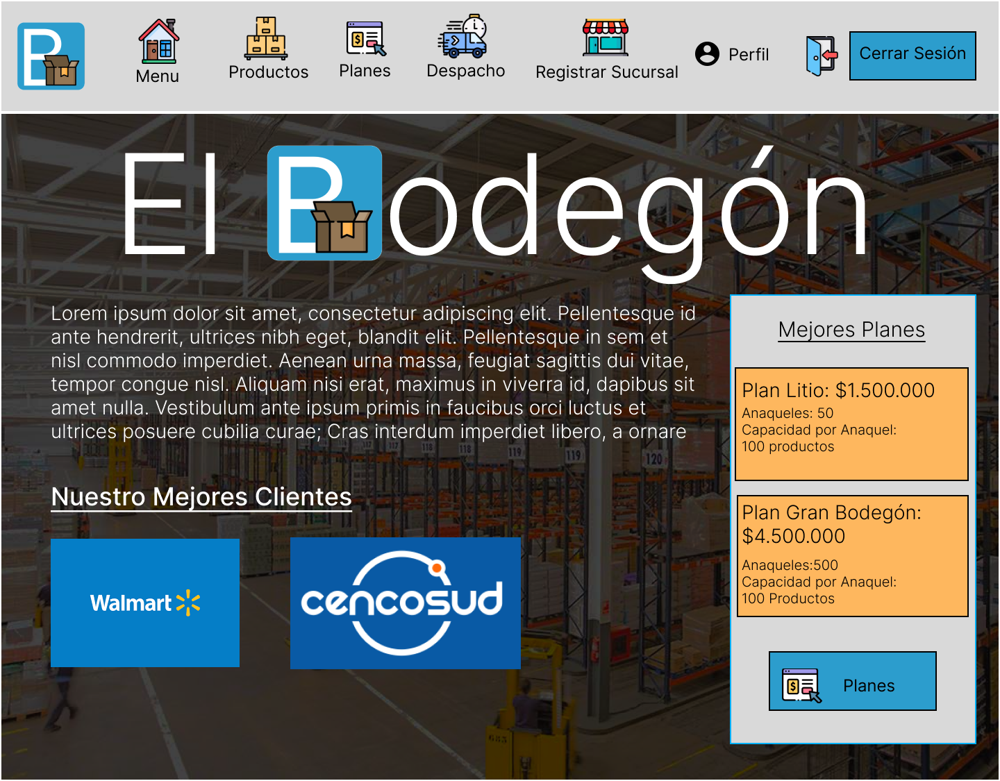 B
Menu
Productos
Planes
Despacho
Registrar Sucursal
Perfil
Cerrar Sesión
El Bodegón
Lorem ipsum dolor sit amet, consectetur adipiscing elit. Pellentesque id
ante hendrerit, ultrices nibh eget, blandit elit. Pellentesque in sem et
nisl commodo imperdiet. Aenean urna massa, feugiat sagittis dui vitae,
tempor congue nisl. Aliquam nisi erat, maximus in viverra id, dapibus sit
amet nulla. Vestibulum ante ipsum primis in faucibus orci luctus et
ultrices posuere cubilia curae; Cras interdum imperdiet libero, a ornare
118
118
119
119
120
Nuestro Mejores Clientes
Walmart
cencosud
Mejores Planes
Plan Litio: $1.500.000
Anaqueles: 50
Capacidad por Anaquel:
100 productos
Plan Gran Bodegón:
$4.500.000
Anaqueles:500
Capacidad por Anaquel:
100 Productos
$
Planes